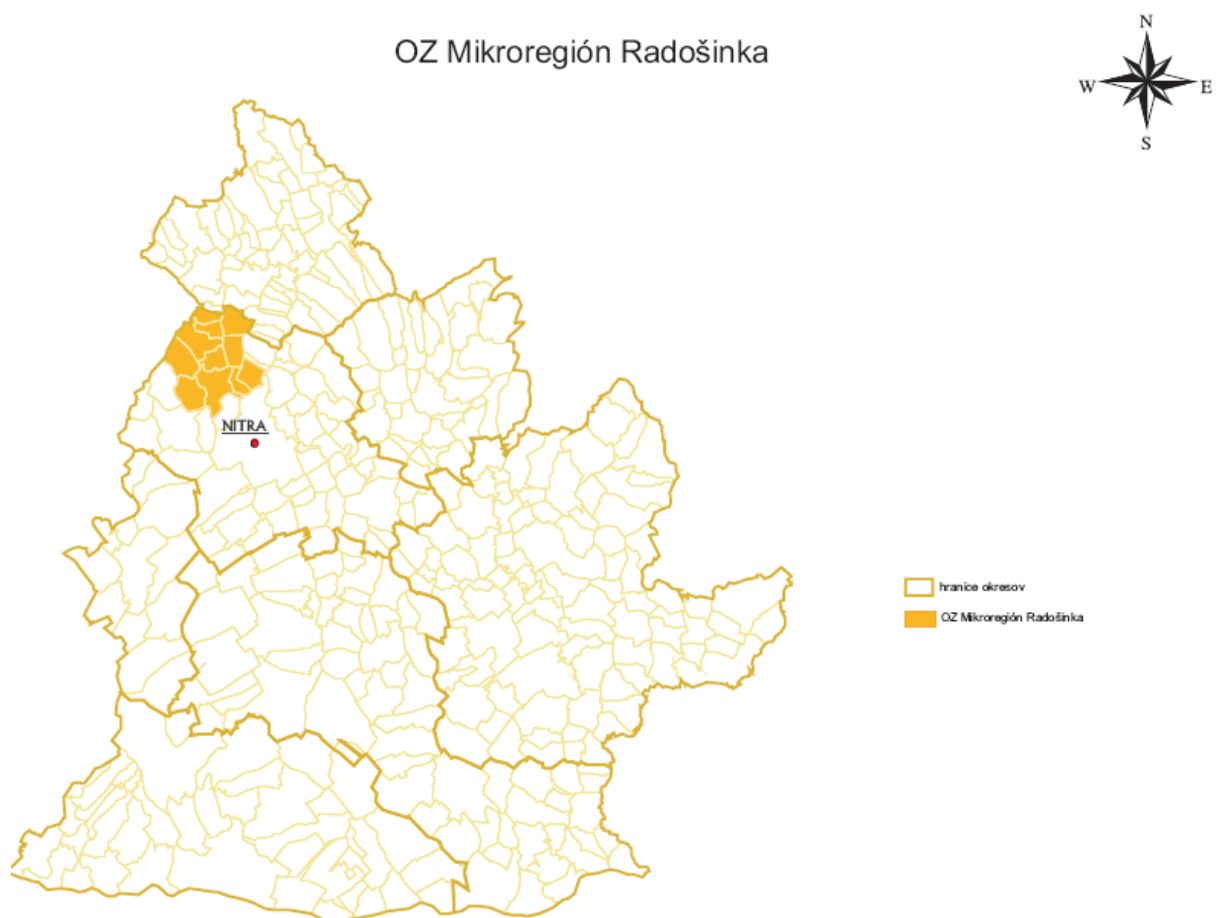 OZ Mikroregión Radošinka
N
W E
S
NITRA
hranice okresov
OZ Mikroregión Radošinka